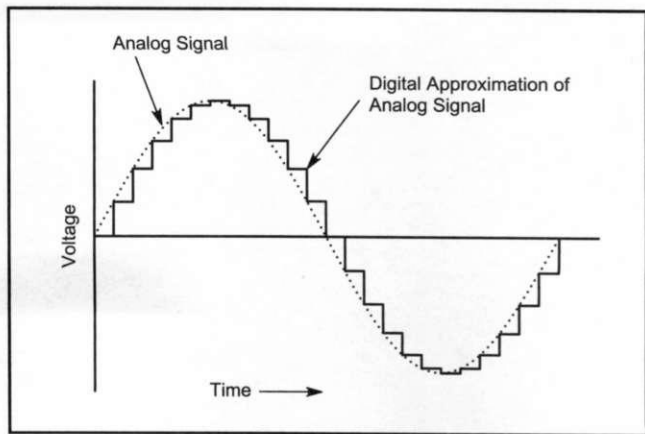 Analog Signal
Digital Approximation of
Analog Signal
Voltage
Time